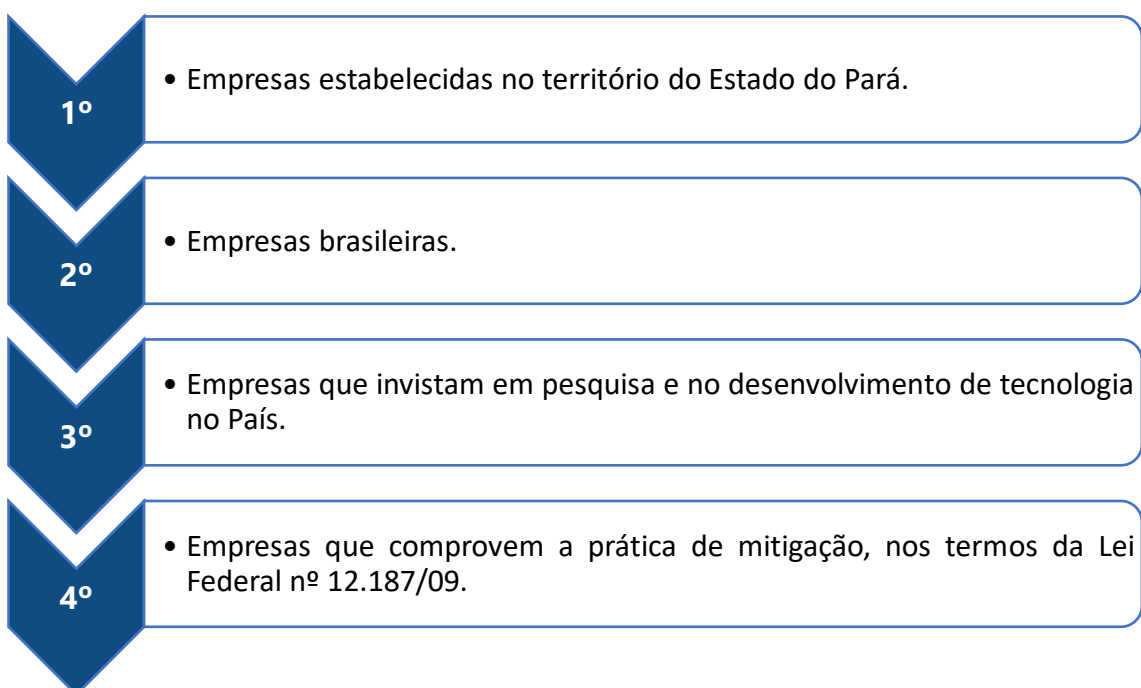 1º
• Empresas estabelecidas no território do Estado do Pará.
2º
• Empresas brasileiras.
3º
• Empresas que invistam em pesquisa e no desenvolvimento de tecnologia
no País.
4º
• Empresas que comprovem a prática de mitigação, nos termos da Lei
Federal nº 12.187/09.